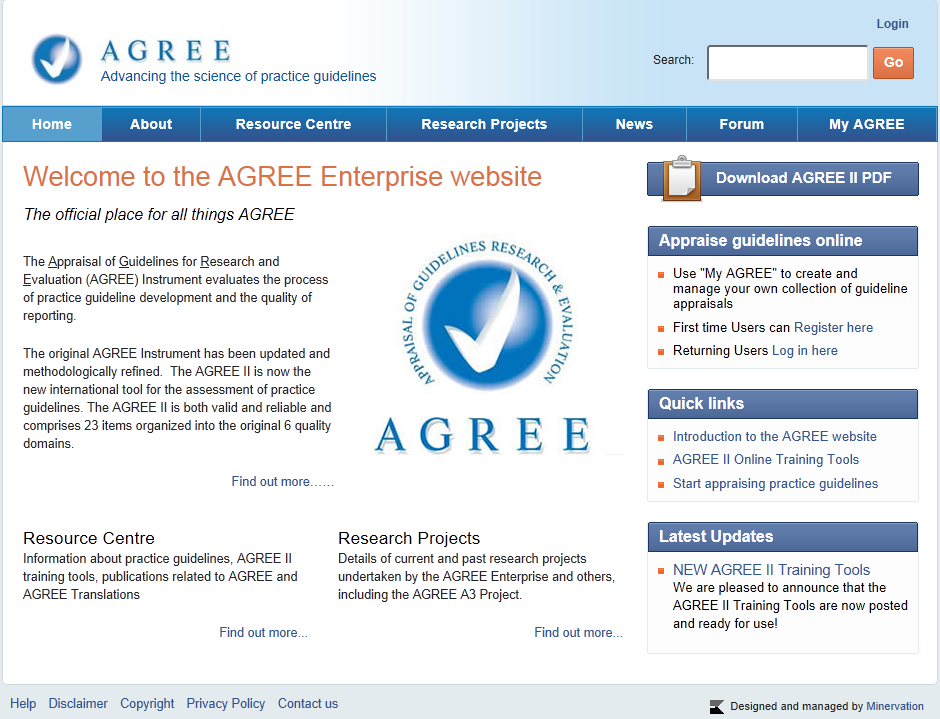 Login
AGREE
Advancing the science of practice guidelines
Search:
Go
Home
About
Resource Centre
Research Projects
News
Forum
My AGREE
Welcome to the AGREE Enterprise website
The official place for all things AGREE
The Appraisal of Guidelines for Research and
Evaluation (AGREE) Instrument evaluates the process
of practice guideline development and the quality of
reporting.
The original AGREE Instrument has been updated and
methodologically refined.  The AGREE II is now the
new international tool for the assessment of practice
guidelines. The AGREE II is both valid and reliable and
comprises 23 items organized into the original 6 quality
domains.
Find out more……
APPRAISAL OF GUIDELINES RESEARCH & EVALUATION
AGREE
Resource Centre
Information about practice guidelines, AGREE II
training tools, publications related to AGREE and
AGREE Translations
Find out more...
Research Projects
Details of current and past research projects
undertaken by the AGREE Enterprise and others,
including the AGREE A3 Project.
Find out more...
Download AGREE II PDF
Appraise guidelines online
Use "My AGREE" to create and
manage your own collection of guideline
appraisals
First time Users can Register here
Returning Users Log in here
Quick links
Introduction to the AGREE website
AGREE II Online Training Tools
Start appraising practice guidelines
Latest Updates
NEW AGREE II Training Tools
We are pleased to announce that the
AGREE II Training Tools are now posted
and ready for use!
Help
Disclaimer
Copyright
Privacy Policy
Contact us
Designed and managed by Minervation